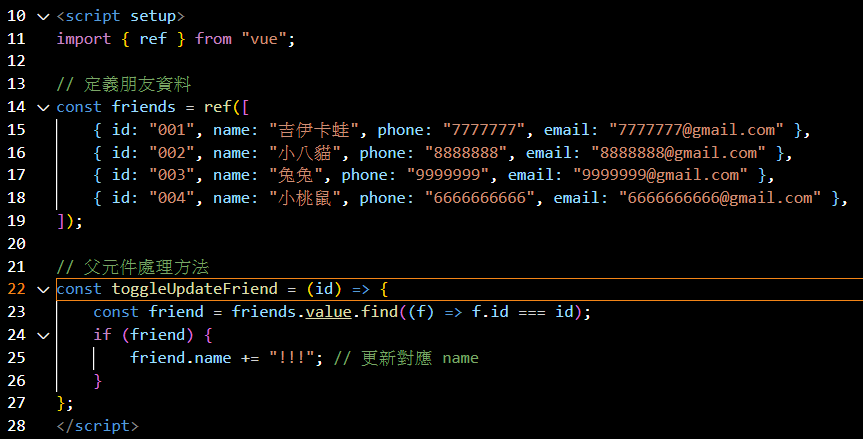 10 <script setup>
11 import { ref } from "vue";
12
13 // 定義朋友資料
14 const friends = ref([
15     { id: "001", name: "吉伊卡蛙", phone: "7777777", email: "7777777@gmail.com" },
16     { id: "002", name: "小八貓", phone: "8888888", email: "8888888@gmail.com" },
17     { id: "003", name: "兔兔", phone: "9999999", email: "9999999@gmail.com" },
18     { id: "004", name: "小桃鼠", phone: "6666666666", email: "6666666666@gmail.com" },
19 ]);
20
21 // 父元件處理方法
22 const toggleUpdateFriend = (id) => {
23     const friend = friends.value.find((f) => f.id === id);
24     if (friend) {
25         friend.name += "!!!"; // 更新對應 name
26     }
27 };
28 </script>